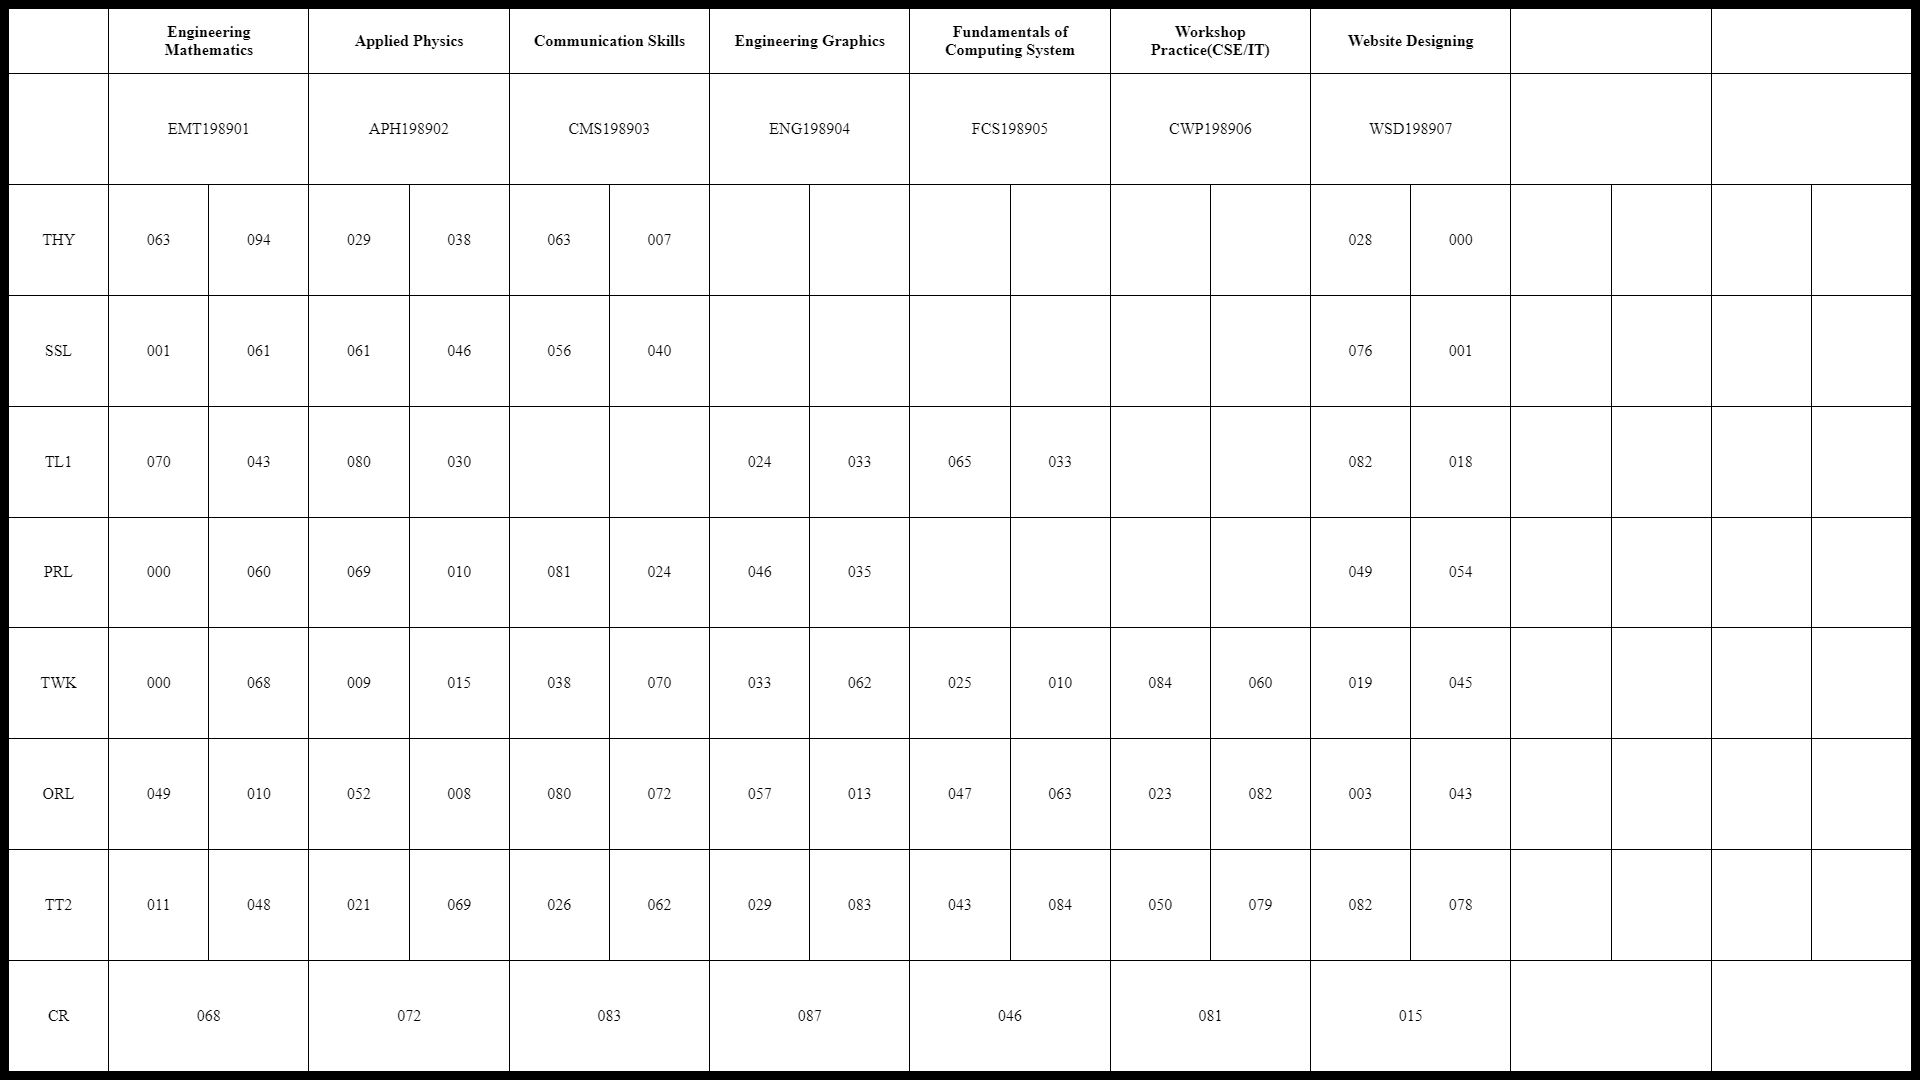 Engineering Mathematics Applied Physics Communication Skills Engineering Graphics Fundamentals of Computing System Workshop Practice(CSE/IT) Website Designing
EMT198901 APH198902 CMS198903 ENG198904 FCS198905 CWP198906 WSD198907
THY 063 094 029 038 063 007 028 000
SSL 001 061 061 046 056 040 076 001
TL1 070 043 080 030 024 033 065 033 082 018
PRL 000 060 069 010 081 024 046 035 049 054
TWK 000 068 009 015 038 070 033 062 025 010 084 060 019 045
ORL 049 010 052 008 080 072 057 013 047 063 023 082 003 043
TT2 011 048 021 069 026 062 029 083 043 084 050 079 082 078
CR 068 072 083 087 046 081 015